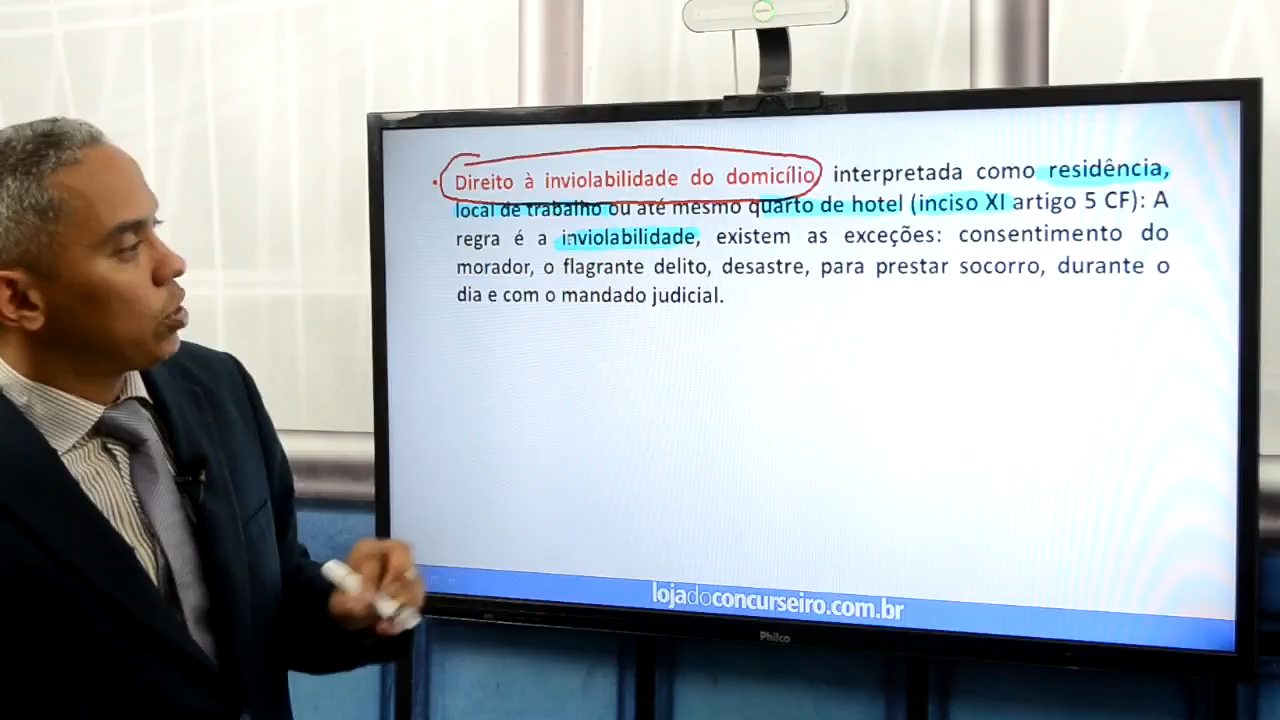 Direito à inviolabilidade do domicílio interpretada como residência,
local de trabalho ou até mesmo quarto de hotel (inciso XI artigo 5 CF): A
regra é a inviolabilidade, existem as exceções: consentimento do
morador, o flagrante delito, desastre, para prestar socorro, durante o
dia e com o mandado judicial.
lojadoconcurseiro.com.br
Philco